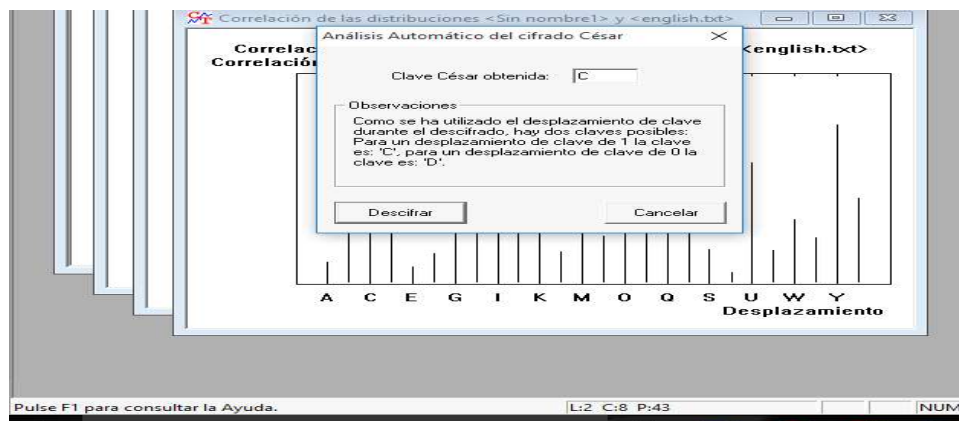 Correlación de las distribuciones <Sin nombre1> y <english.txt>
Análisis Automático del cifrado César
Correlac
<english.txt>
Correlación
Clave César obtenida: C
Observaciones
Como se ha utilizado el desplazamiento de clave
durante el descifrado, hay dos claves posibles:
Para un desplazamiento de clave de 1 la clave
es: 'C', para un desplazamiento de clave de 0 la
clave es: 'D'.
Descifrar
Cancelar
A C E G I K M O Q S U W Y
Desplazamiento
Pulse F1 para consultar la Ayuda.
L:2 C:8 P:43
NUM